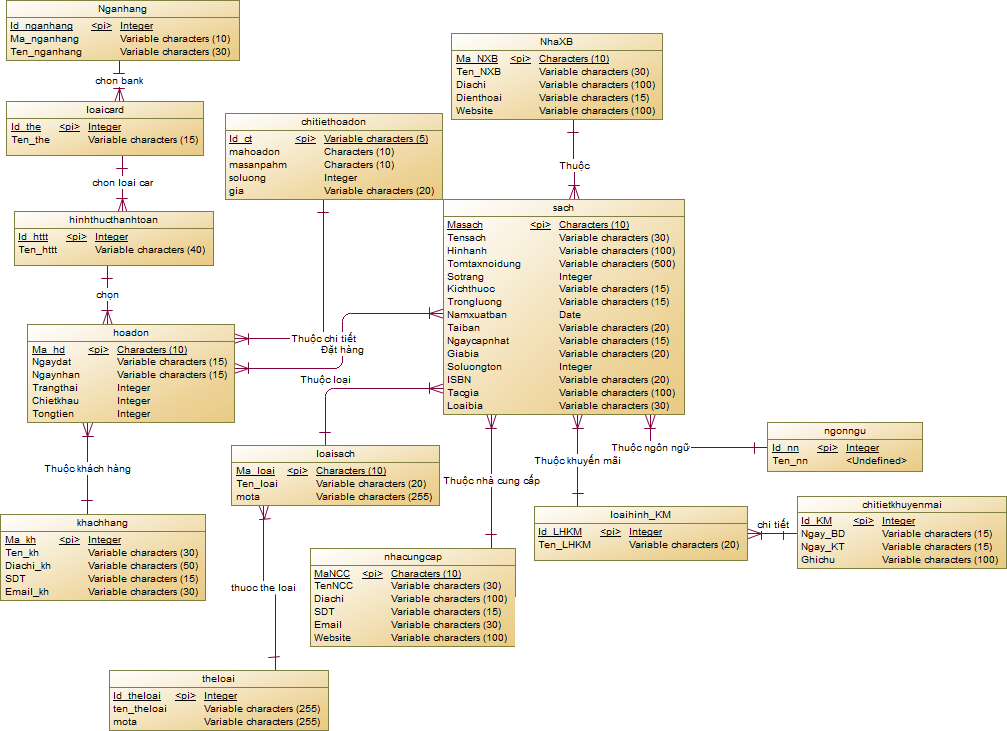 Nganhang
Id_nganhang <pi> Integer
Ma_nganhang Variable characters (10)
Ten_nganhang Variable characters (30)
chon bank
loaicard
Id_the <pi> Integer
Ten_the Variable characters (15)
chon loai car
hinhthucthanhtoan
Id_httt <pi> Integer
Ten_httt Variable characters (40)
chon
hoadon
Ma_hd <pi> Characters (10)
Ngaydat Variable characters (15)
Ngaynhan Variable characters (15)
Trangthai Integer
Chietkhau Integer
Tongtien Integer
Thuộc khách hàng
khachhang
Ma_kh <pi> Integer
Ten_kh Variable characters (30)
Diachi_kh Variable characters (50)
SDT Variable characters (15)
Email_kh Variable characters (30)
chitiethoadon
Id_ct <pi> Variable characters (5)
mahoadon Characters (10)
masanpahm Characters (10)
soluong Integer
gia Variable characters (20)
Thuộc chi tiết
Đặt hàng
Thuộc loại
NhaXB
Ma_NXB <pi> Characters (10)
Ten_NXB Variable characters (30)
Diachi Variable characters (100)
Dienthoai Variable characters (15)
Website Variable characters (100)
Thuộc
sach
Masach <pi> Characters (10)
Tensach Variable characters (30)
Hinhanh Variable characters (100)
Tomtaxnoidung Variable characters (500)
Sotrang Integer
Kichthuoc Variable characters (15)
Trongluong Variable characters (15)
Namxuatban Date
Taiban Variable characters (20)
Ngaycapnhat Variable characters (15)
Giabia Variable characters (20)
Soluongton Integer
ISBN Variable characters (20)
Tacgia Variable characters (100)
Loaibia Variable characters (30)
loaisach
Ma_loai <pi> Characters (10)
Ten_loai Variable characters (20)
mota Variable characters (255)
thuoc the loai
theloai
Id_theloai <pi> Integer
ten_theloai Variable characters (255)
mota Variable characters (255)
Thuộc nhà cung cấp
nhacungcap
MaNCC <pi> Characters (10)
TenNCC Variable characters (30)
Diachi Variable characters (100)
SDT Variable characters (15)
Email Variable characters (30)
Website Variable characters (100)
Thuộc khuyến mãi
loaihinh_KM
Id_LHKM <pi> Integer
Ten_LHKM Variable characters (20)
Thuộc ngôn ngữ
ngonngu
Id_nn <pi> Integer
Ten_nn <Undefined>
chi tiết
chitietkhuyenmai
Id_KM <pi> Integer
Ngay_BD Variable characters (15)
Ngay_KT Variable characters (15)
Ghichu Variable characters (100)